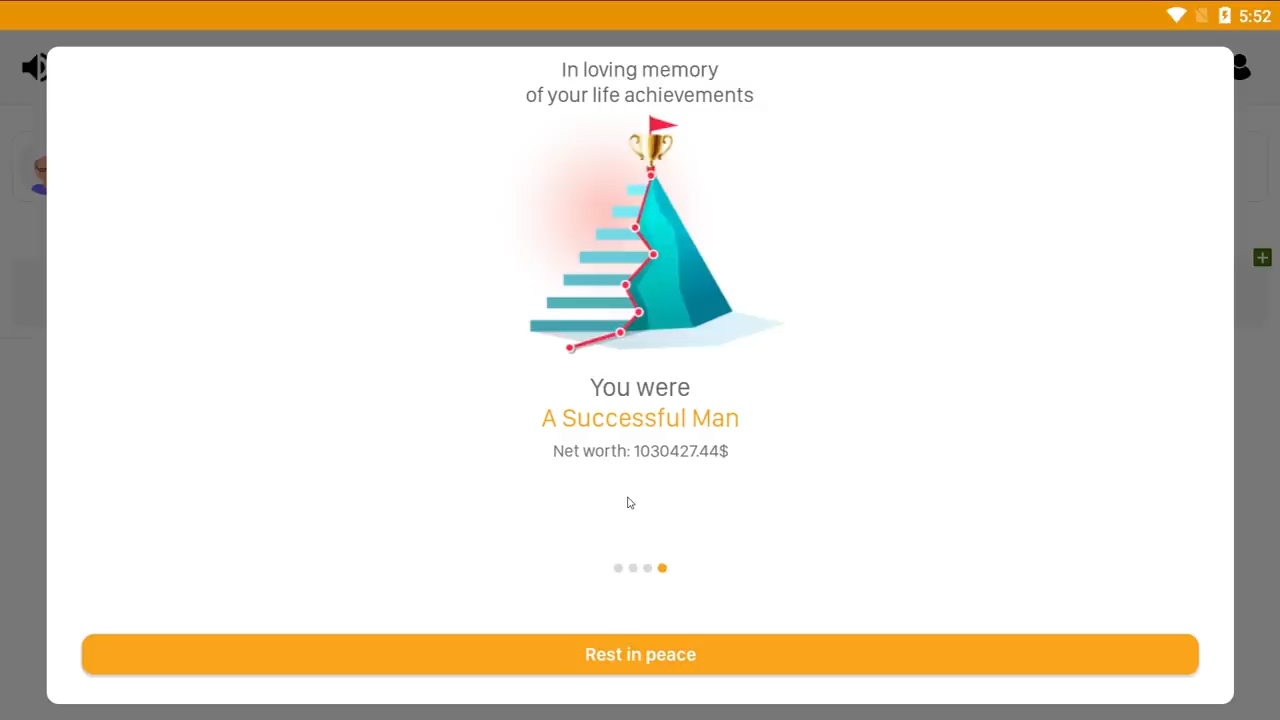 5:52
In loving memory
of your life achievements
You were
A Successful Man
Net worth: 1030427.44$
Rest in peace